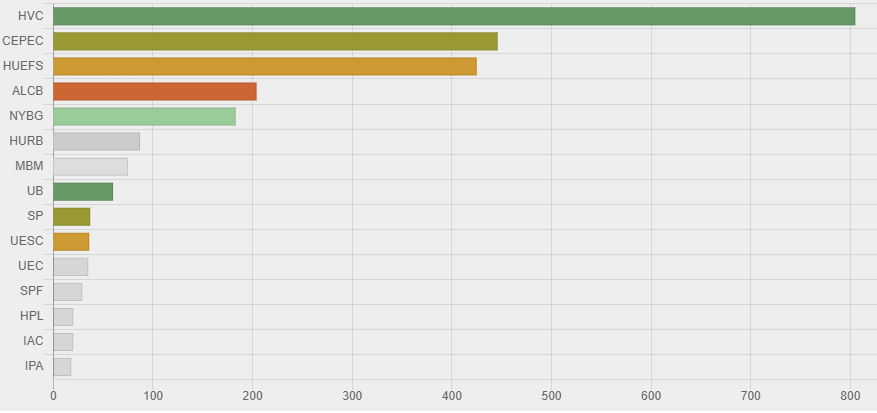 HVC
CEPEC
HUEFS
ALCB
NYBG
HURB
MBM
UB
SP
UESC
UEC
SPF
HPL
IAC
IPA
0 100 200 300 400 500 600 700 800